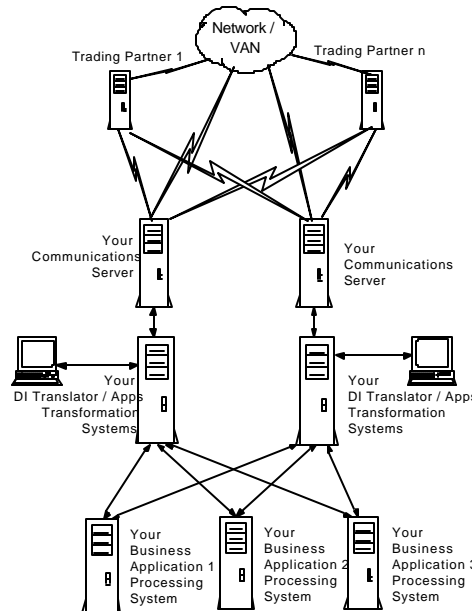 Network /
VAN
Trading Partner 1
Trading Partner n
Your
Communications
Server
Your
Communications
Server
Your
DI Translator / Apps
Transformation
Systems
Your
DI Translator / Apps
Transformation
Systems
Your
Business
Application 1
Processing
System
Your
Business
Application 2
Processing
System
Your
Business
Application 3
Processing
System